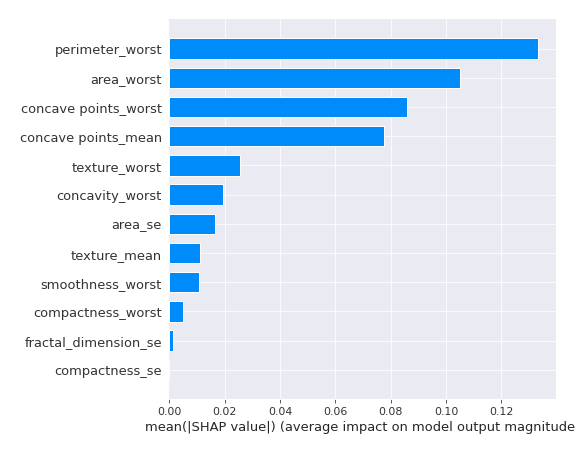 perimeter_worst
area_worst
concave points_worst
concave points_mean
texture_worst
concavity_worst
area_se
texture_mean
smoothness_worst
compactness_worst
fractal_dimension_se
compactness_se
0.00 0.02 0.04 0.06 0.08 0.10 0.12
mean(|SHAP value|) (average impact on model output magnitude